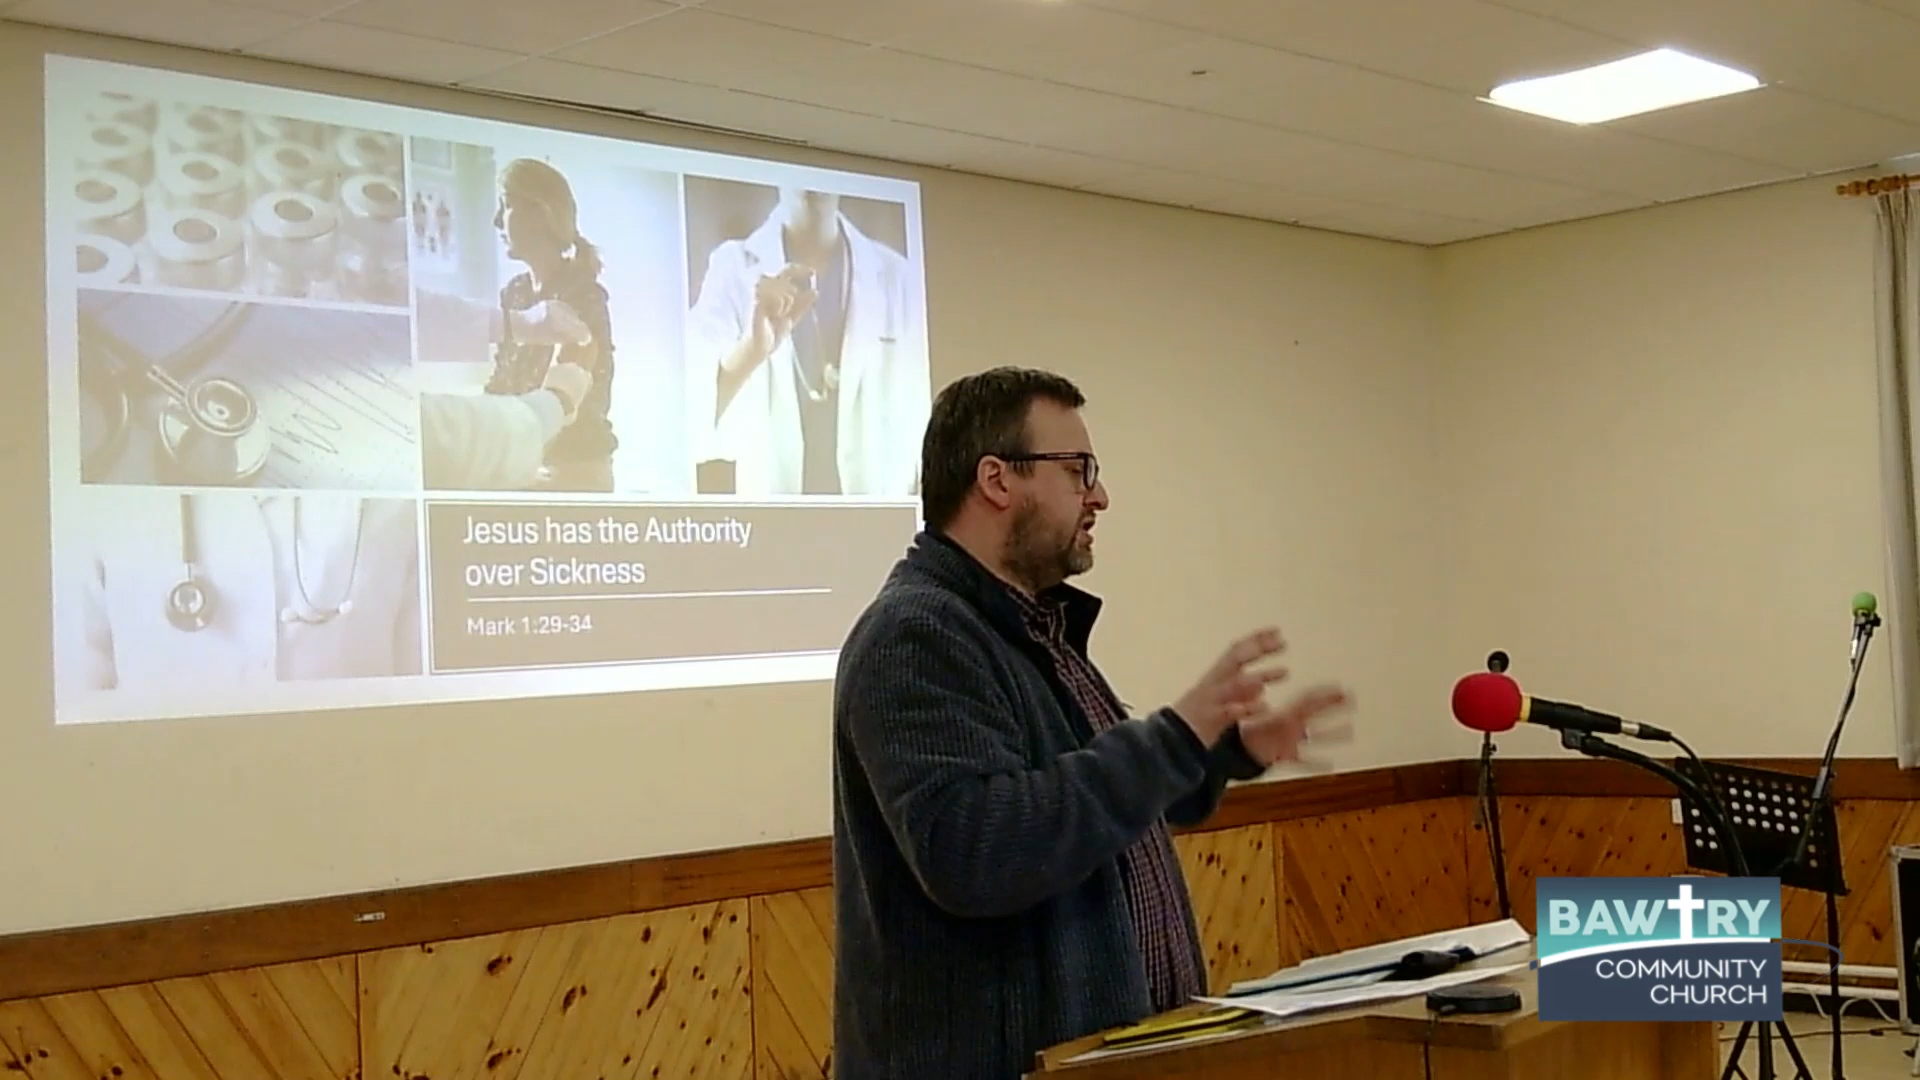 Jesus has the Authority
over Sickness
Mark 1:29-34
BAWTRY
COMMUNITY
CHURCH